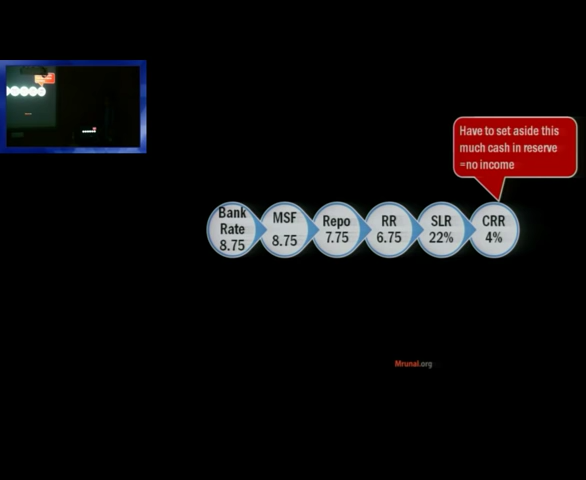 Have to set aside this
much cash in reserve
=no income
Bank
Rate
8.75
MSF
8.75
Repo
7.75
RR
6.75
SLR
22%
CRR
4%
Mrunal.org